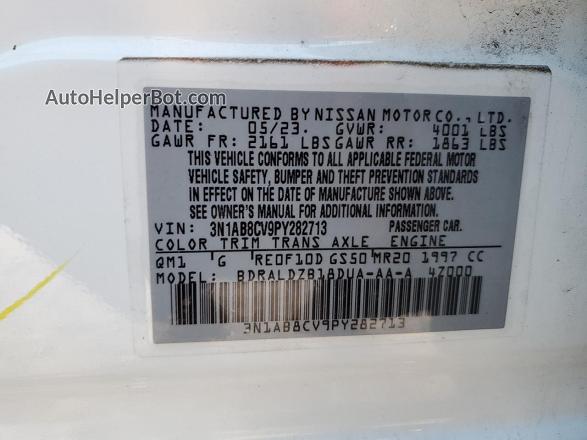 AutoHelperBot.com
MANUFACTURED BY NISSAN MOTOR CO., LTD.
DATE: 05/23. GVWR: 4001 LBS
GAWR FR: 2161 LBS GAWR RR: 1863 LBS
THIS VEHICLE CONFORMS TO ALL APPLICABLE FEDERAL MOTOR
VEHICLE SAFETY, BUMPER AND THEFT PREVENTION STANDARDS
IN EFFECT ON THE DATE OF MANUFACTURE SHOWN ABOVE.
SEE OWNER'S MANUAL FOR ADDITIONAL INFORMATION.
VIN: 3N1AB8CV9PY282713 PASSENGER CAR.
COLOR TRIM TRANS AXLE ENGINE
QM1 G RE0F10D GS50 MR20 1997 CC
BDRALDZB18DUA-AA-A 4Z000
3N1AB8CV9PY282713